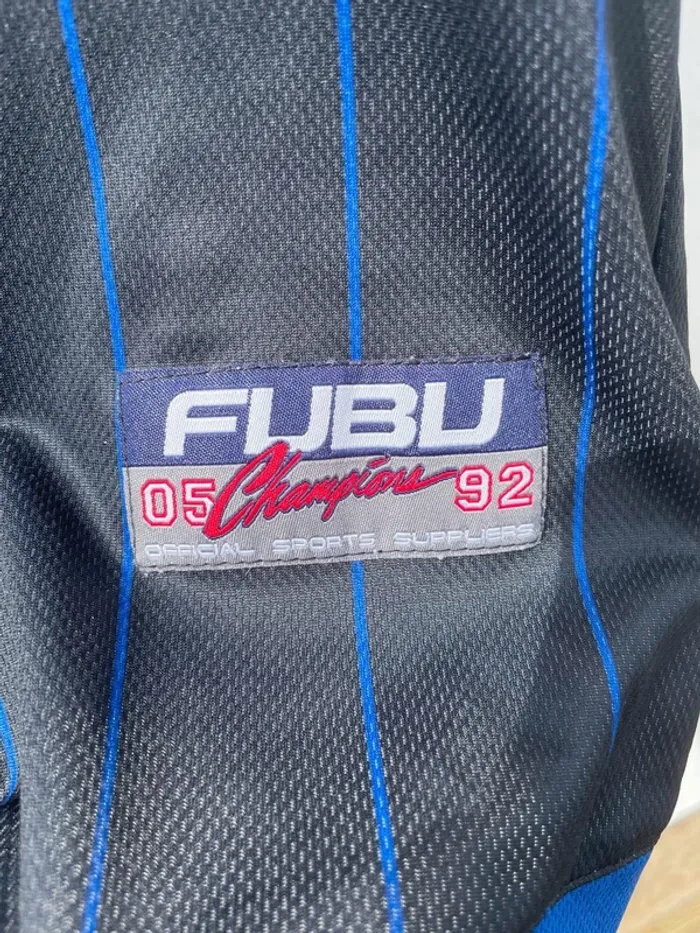 FUBU
05 Champions 92
OFFICIAL SPORTS SUPPLIERS